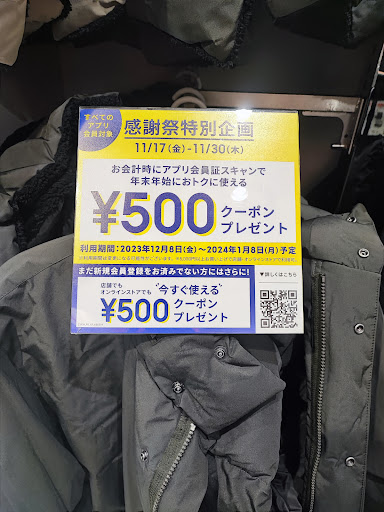 すべての
アプリ
会員対象
感謝祭特別企画
11/17(金)-11/30(木)
お会計時にアプリ会員証スキャンで
年末年始におトクに使える
¥500クーポン
プレゼント
利用期間:2023年12月8日(金)〜2024年1月8日(月)予定
まだ新規会員登録をお済みでない方にはさらに!
▼詳しくはこちら
店舗でも
オンラインストアでも
"今すぐ使える"
¥500クーポン
プレゼント